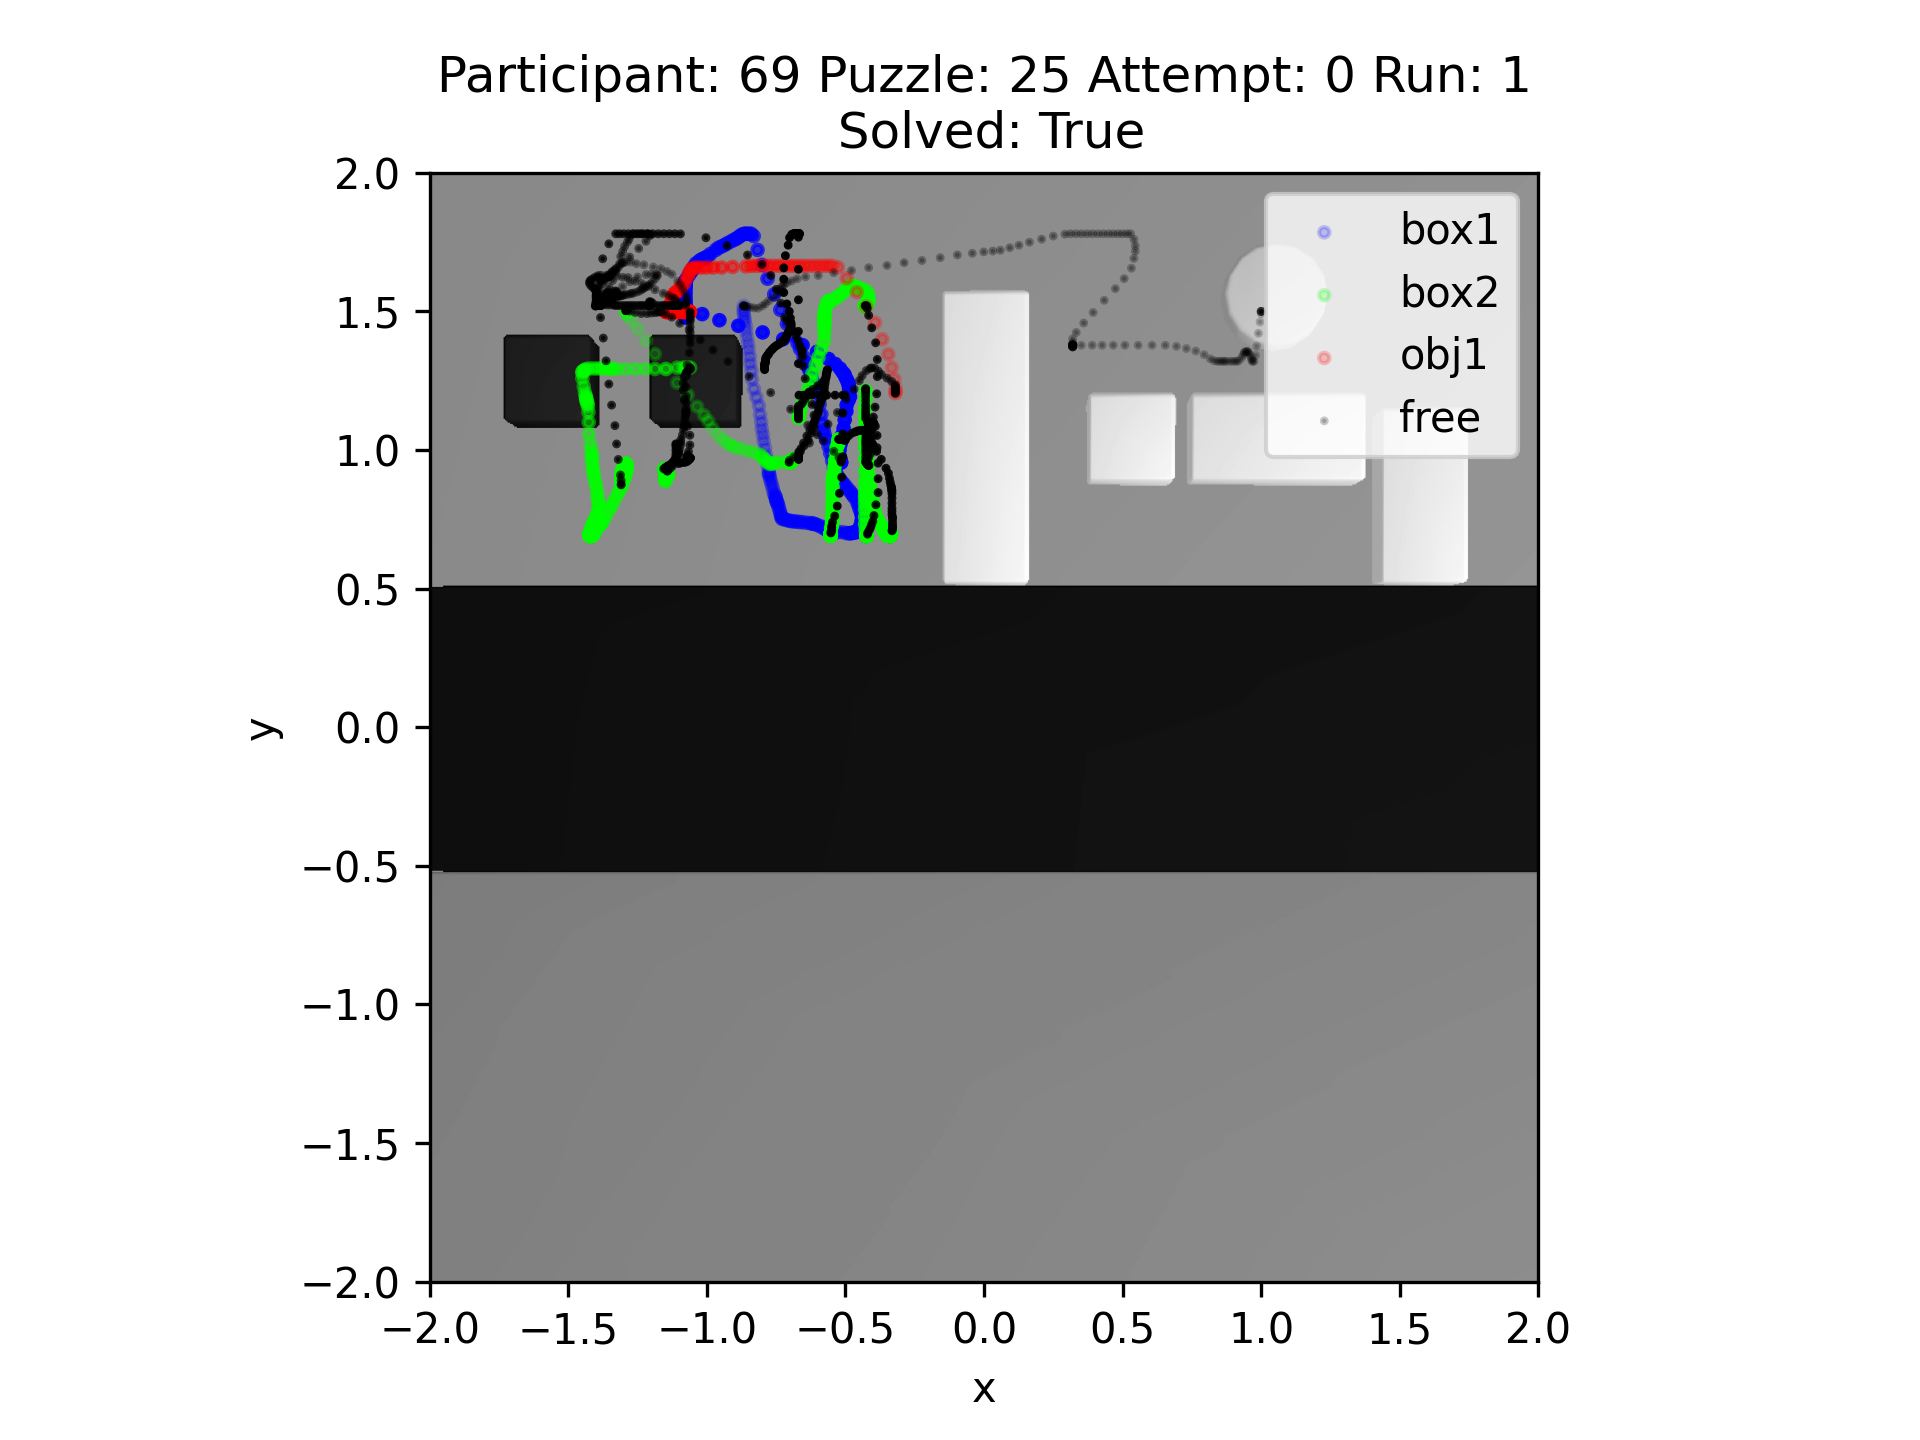 Participant: 69 Puzzle: 25 Attempt: 0 Run: 1
Solved: True
2.0
1.5
1.0
0.5
0.0
−0.5
−1.0
−1.5
−2.0
y
box1
box2
obj1
free
−2.0 −1.5 −1.0 −0.5 0.0 0.5 1.0 1.5 2.0
x